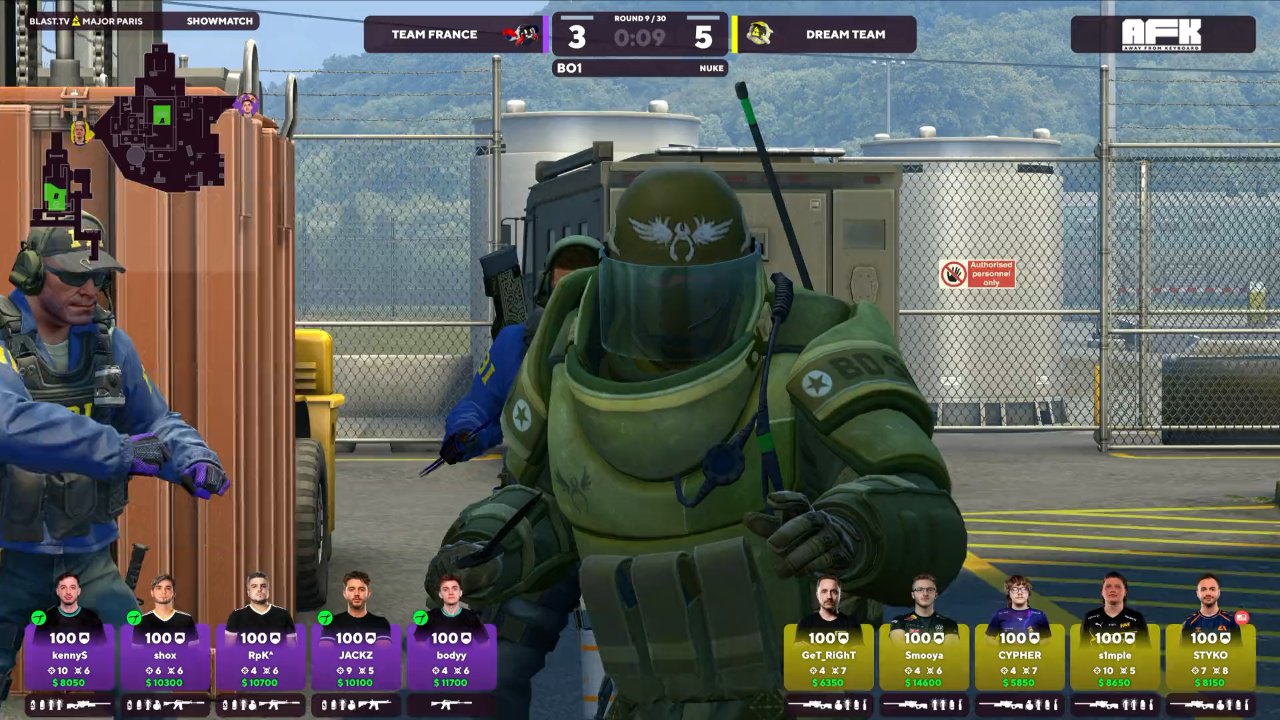 BLAST.TV MAJOR PARIS
SHOWMATCH
TEAM FRANCE
3
ROUND 9 / 30
0:09
5
DREAM TEAM
BO1
NUKE
AFK
AWAY FROM KEYBOARD
A
B
Authorised
personnel
only
100
kennyS
10 6
$ 8050
100
shox
6 6
$ 10300
100
RpK^
4 6
$ 10700
100
JACKZ
9 5
$ 10100
100
bodyy
4 6
$ 11700
100
GeT_RiGhT
4 7
$ 6350
100
Smooya
4 6
$ 14600
100
CYPHER
4 7
$ 5850
100
s1mple
10 5
$ 8650
100
STYKO
7 8
$ 8150